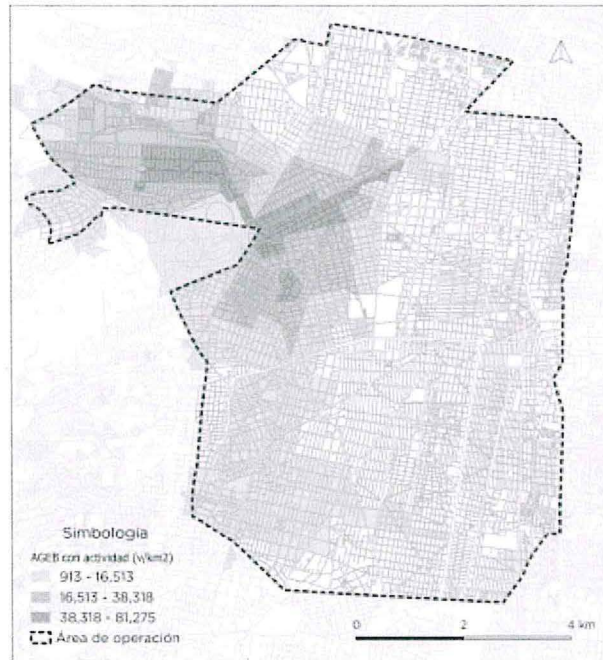 Simbología
AGEB con actividad (v/km2)
913 - 16,513
16,513 - 38,318
38,318 - 81,275
Área de operación
0 2 4 km